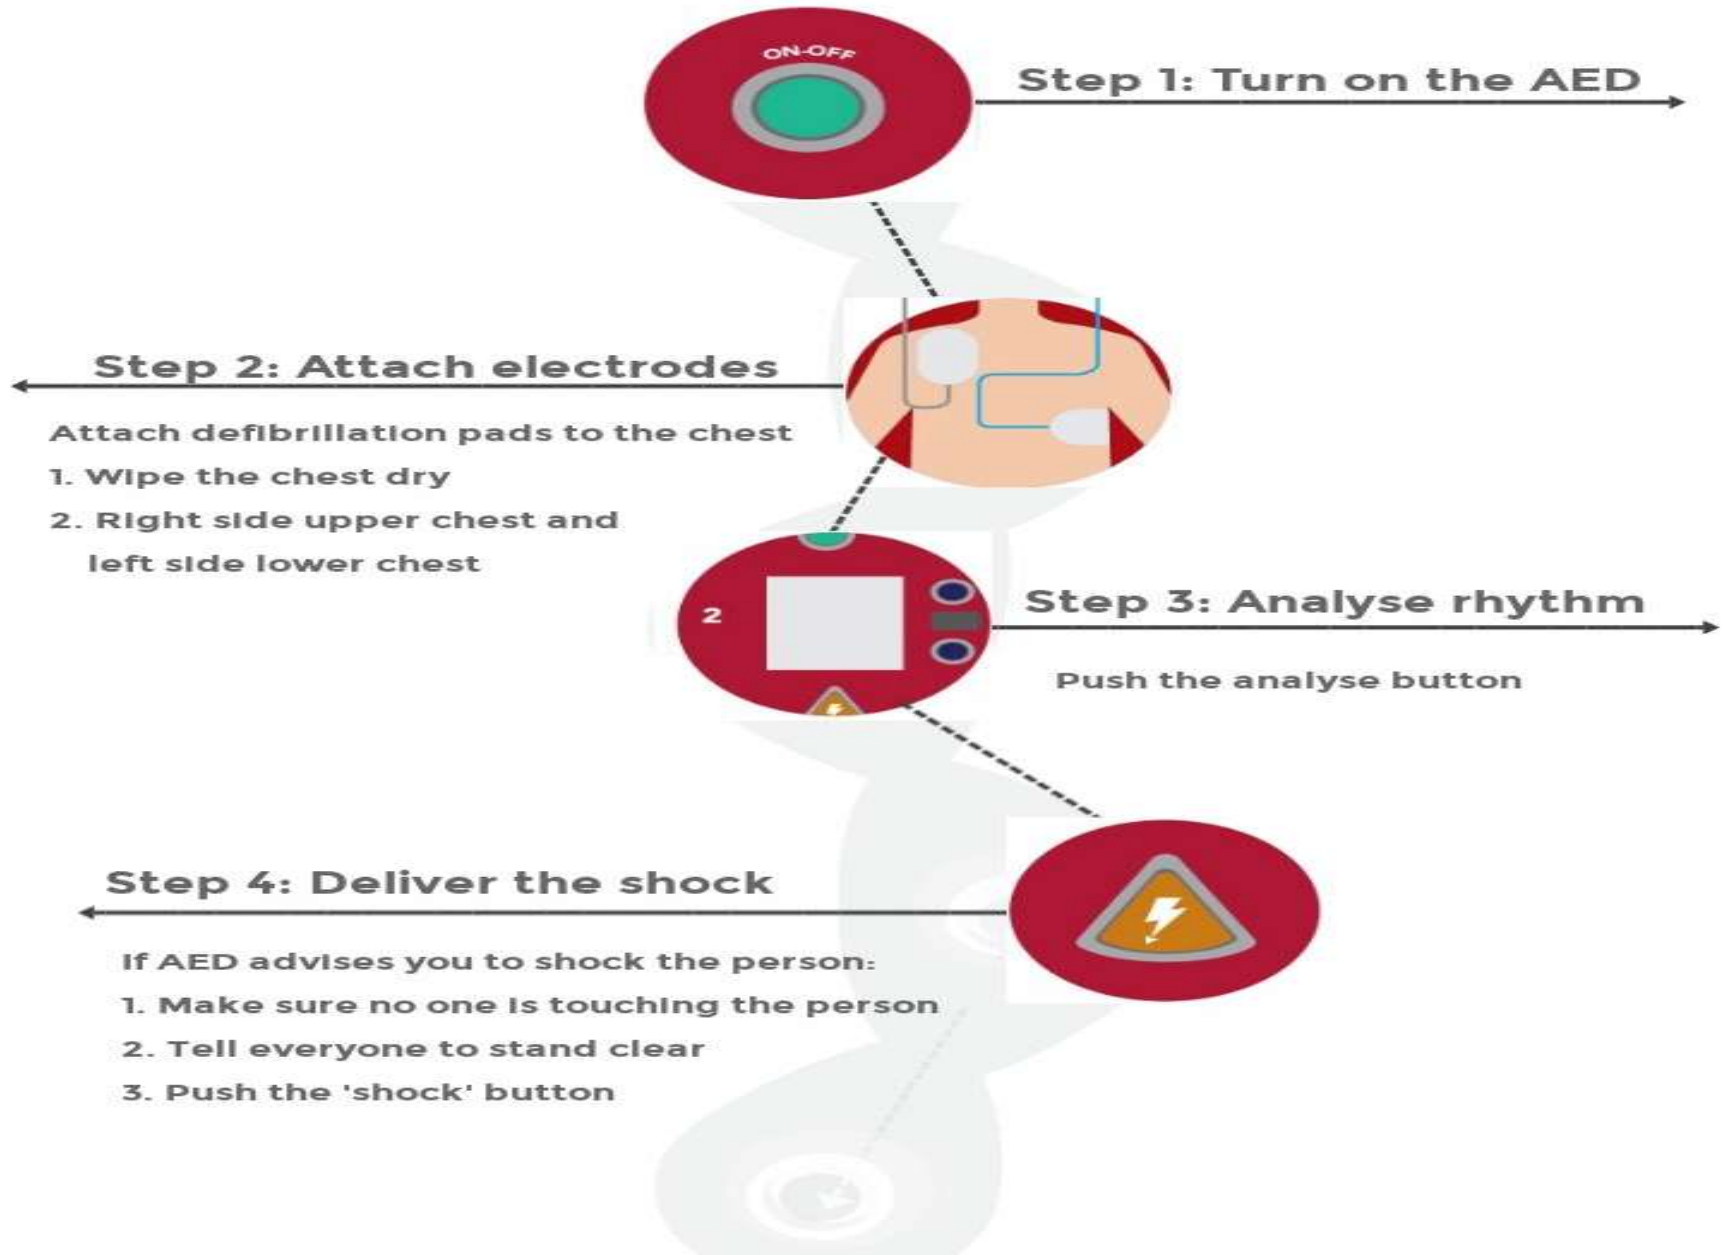 ON-OFF
Step 1: Turn on the AED
Step 2: Attach electrodes
Attach defibrillation pads to the chest
1. Wipe the chest dry
2. Right side upper chest and
left side lower chest
2
Step 3: Analyse rhythm
Push the analyse button
Step 4: Deliver the shock
If AED advises you to shock the person:
1. Make sure no one is touching the person
2. Tell everyone to stand clear
3. Push the 'shock' button